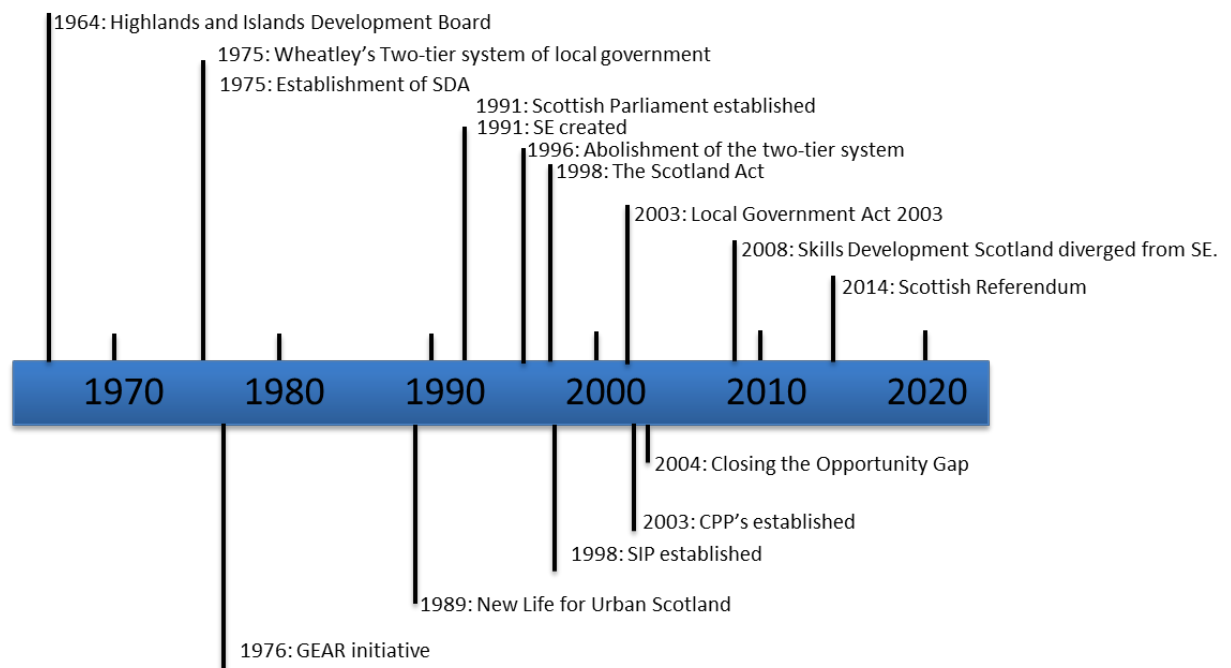 1964: Highlands and Islands Development Board
1975: Wheatley's Two-tier system of local government
1975: Establishment of SDA
1991: Scottish Parliament established
1991: SE created
1996: Abolishment of the two-tier system
1998: The Scotland Act
2003: Local Government Act 2003
2008: Skills Development Scotland diverged from SE.
2014: Scottish Referendum
1970 1980 1990 2000 2010 2020
2004: Closing the Opportunity Gap
2003: CPP's established
1998: SIP established
1989: New Life for Urban Scotland
1976: GEAR initiative